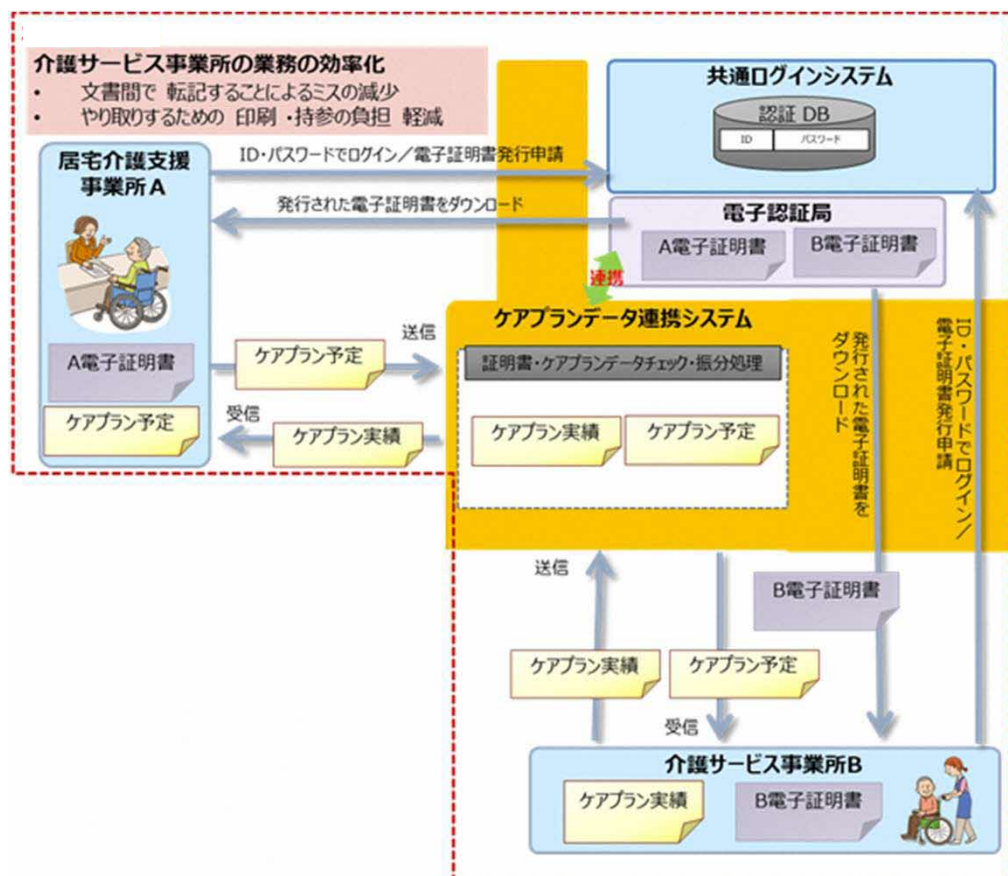 介護サービス事業所の業務の効率化
• 文書間で 転記することによるミスの減少
• やり取りするための 印刷・持参の負担 軽減
共通ログインシステム
認証 DB
ID パスワード
居宅介護支援
事業所A
ID・パスワードでログイン／電子証明書発行申請
発行された電子証明書をダウンロード
電子認証局
A電子証明書
B電子証明書
連携
ケアプランデータ連携システム
証明書・ケアプランデータチェック・振分処理
ケアプラン実績
ケアプラン予定
A電子証明書
ケアプラン予定
ケアプラン予定
送信
受信
ケアプラン実績
発行された電子証明書を
ダウンロード
ID・パスワードでログイン／
電子証明書発行申請
送信
B電子証明書
ケアプラン実績
ケアプラン予定
受信
介護サービス事業所B
ケアプラン実績
B電子証明書